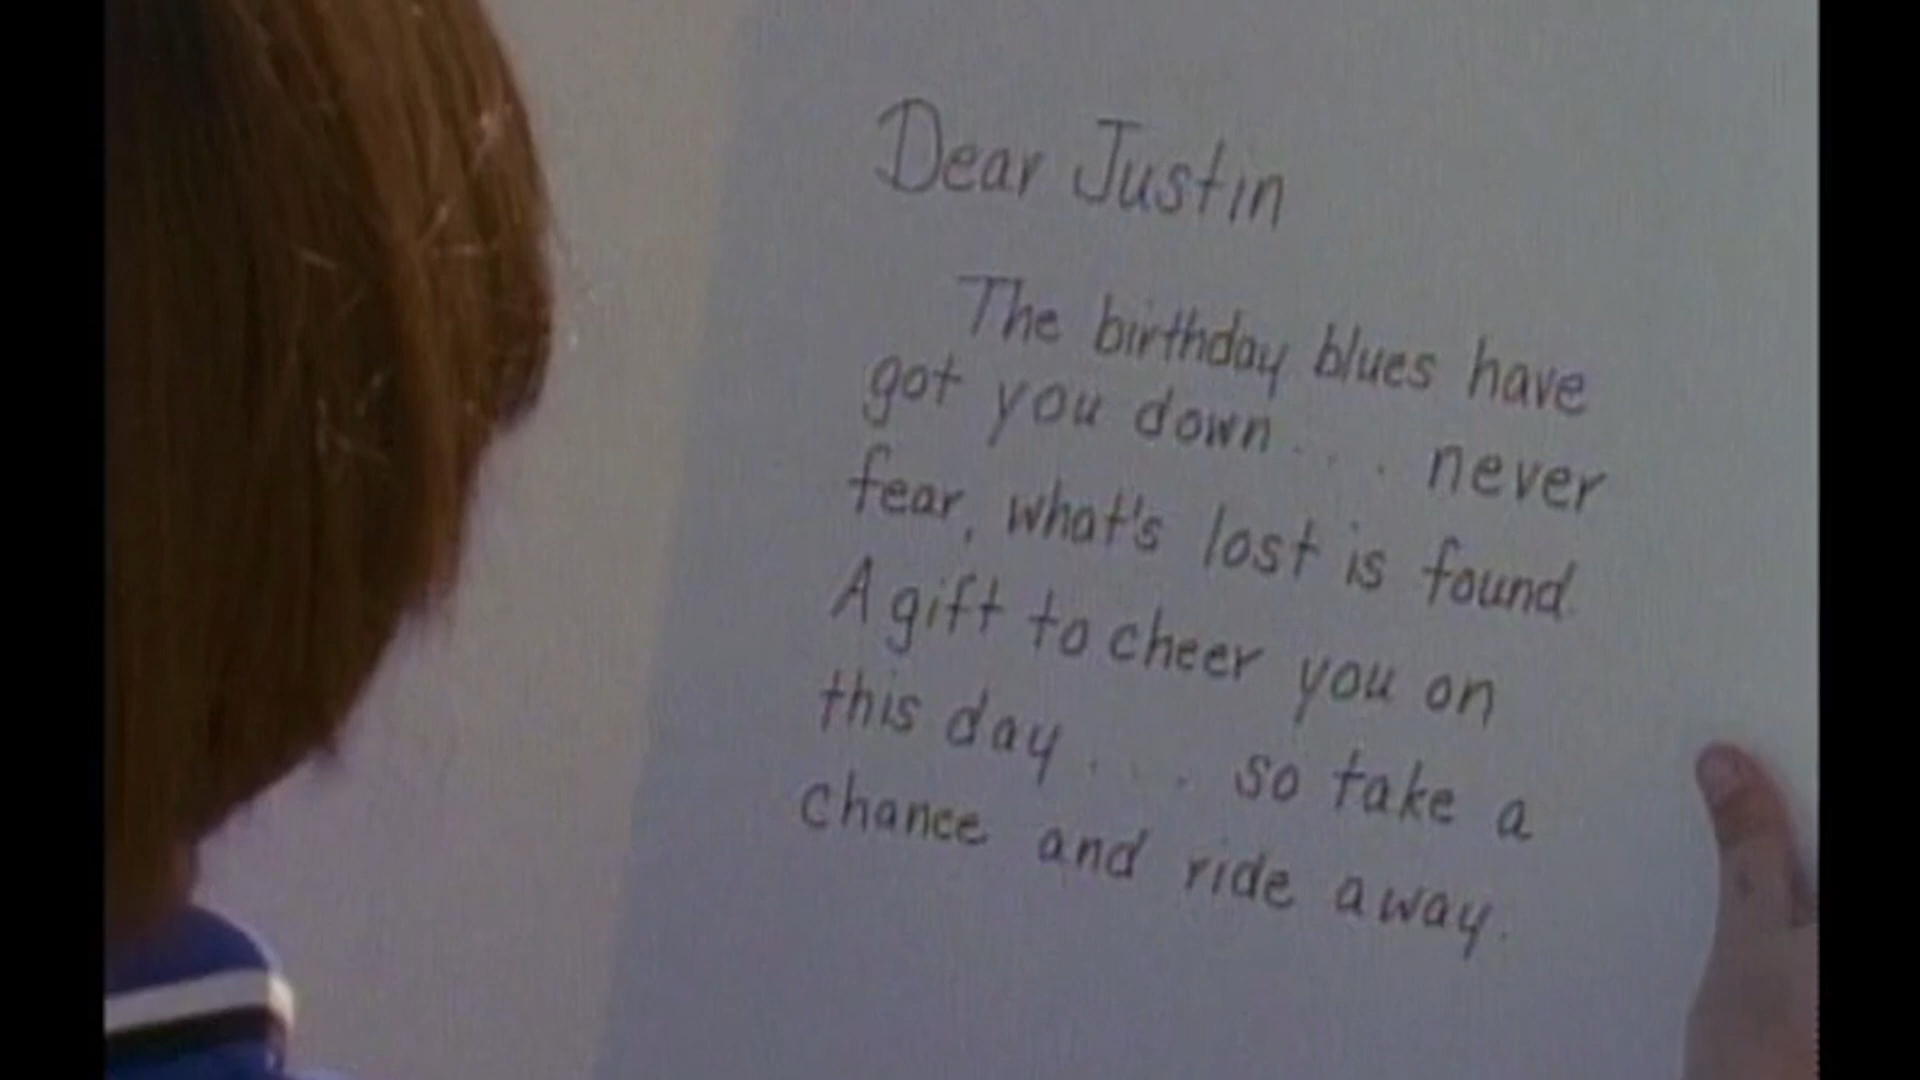 Dear Justin
The birthday blues have
got you down... never
fear, what's lost is found.
A gift to cheer you on
this day... so take a
chance and ride away.